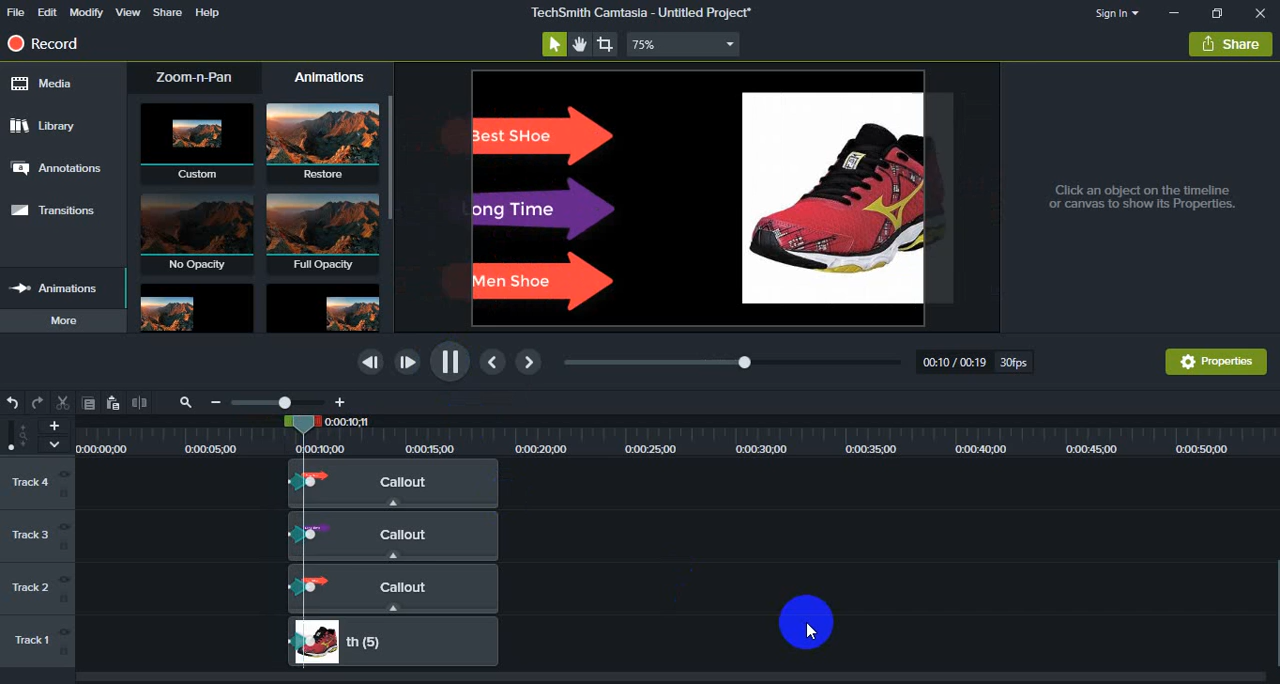 File Edit Modify View Share Help
TechSmith Camtasia - Untitled Project*
Sign In
Record
75%
Share
Media
Library
Annotations
Transitions
Animations
More
Zoom-n-Pan
Animations
Custom
Restore
No Opacity
Full Opacity
Best SHoe
Long Time
Men Shoe
Click an object on the timeline
or canvas to show its Properties.
00:10 / 00:19
30fps
Properties
0:00:10;11
0:00:00;00 0:00:05;00 0:00:10;00 0:00:15;00 0:00:20;00 0:00:25;00 0:00:30;00 0:00:35;00 0:00:40;00 0:00:45;00 0:00:50;00
Track 4
Callout
Track 3
Callout
Track 2
Callout
Track 1
th (5)